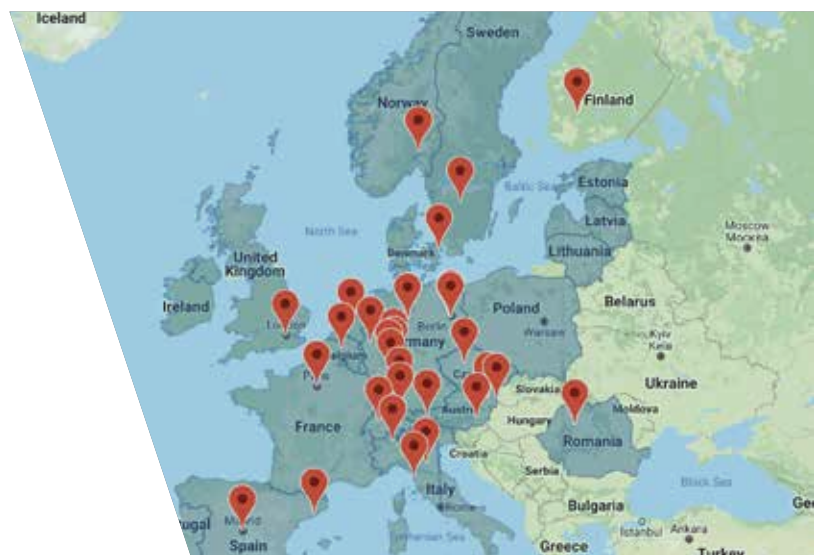 Iceland
Sweden
Norway
Finland
Estonia
Baltic Sea
Latvia
Moscow
Москва
North Sea
Denmark
Lithuania
United
Kingdom
Ireland
Belarus
Poland
Berlin
Warsaw
London
Kyiv
Paris
Ukraine
Slovakia
Moldova
France
Hungary
Romania
Croatia
Serbia
Italy
Black Sea
Rome
Bulgaria
Madrid
Spain
Istanbul
Ankara
Greece
Turkey